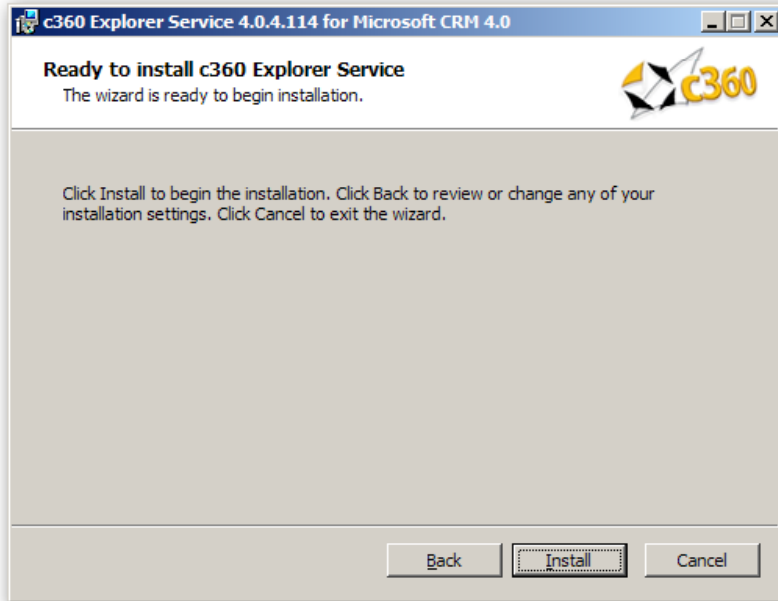 c360 Explorer Service 4.0.4.114 for Microsoft CRM 4.0
Ready to install c360 Explorer Service
The wizard is ready to begin installation.
c360
Click Install to begin the installation. Click Back to review or change any of your
installation settings. Click Cancel to exit the wizard.
Back
Install
Cancel